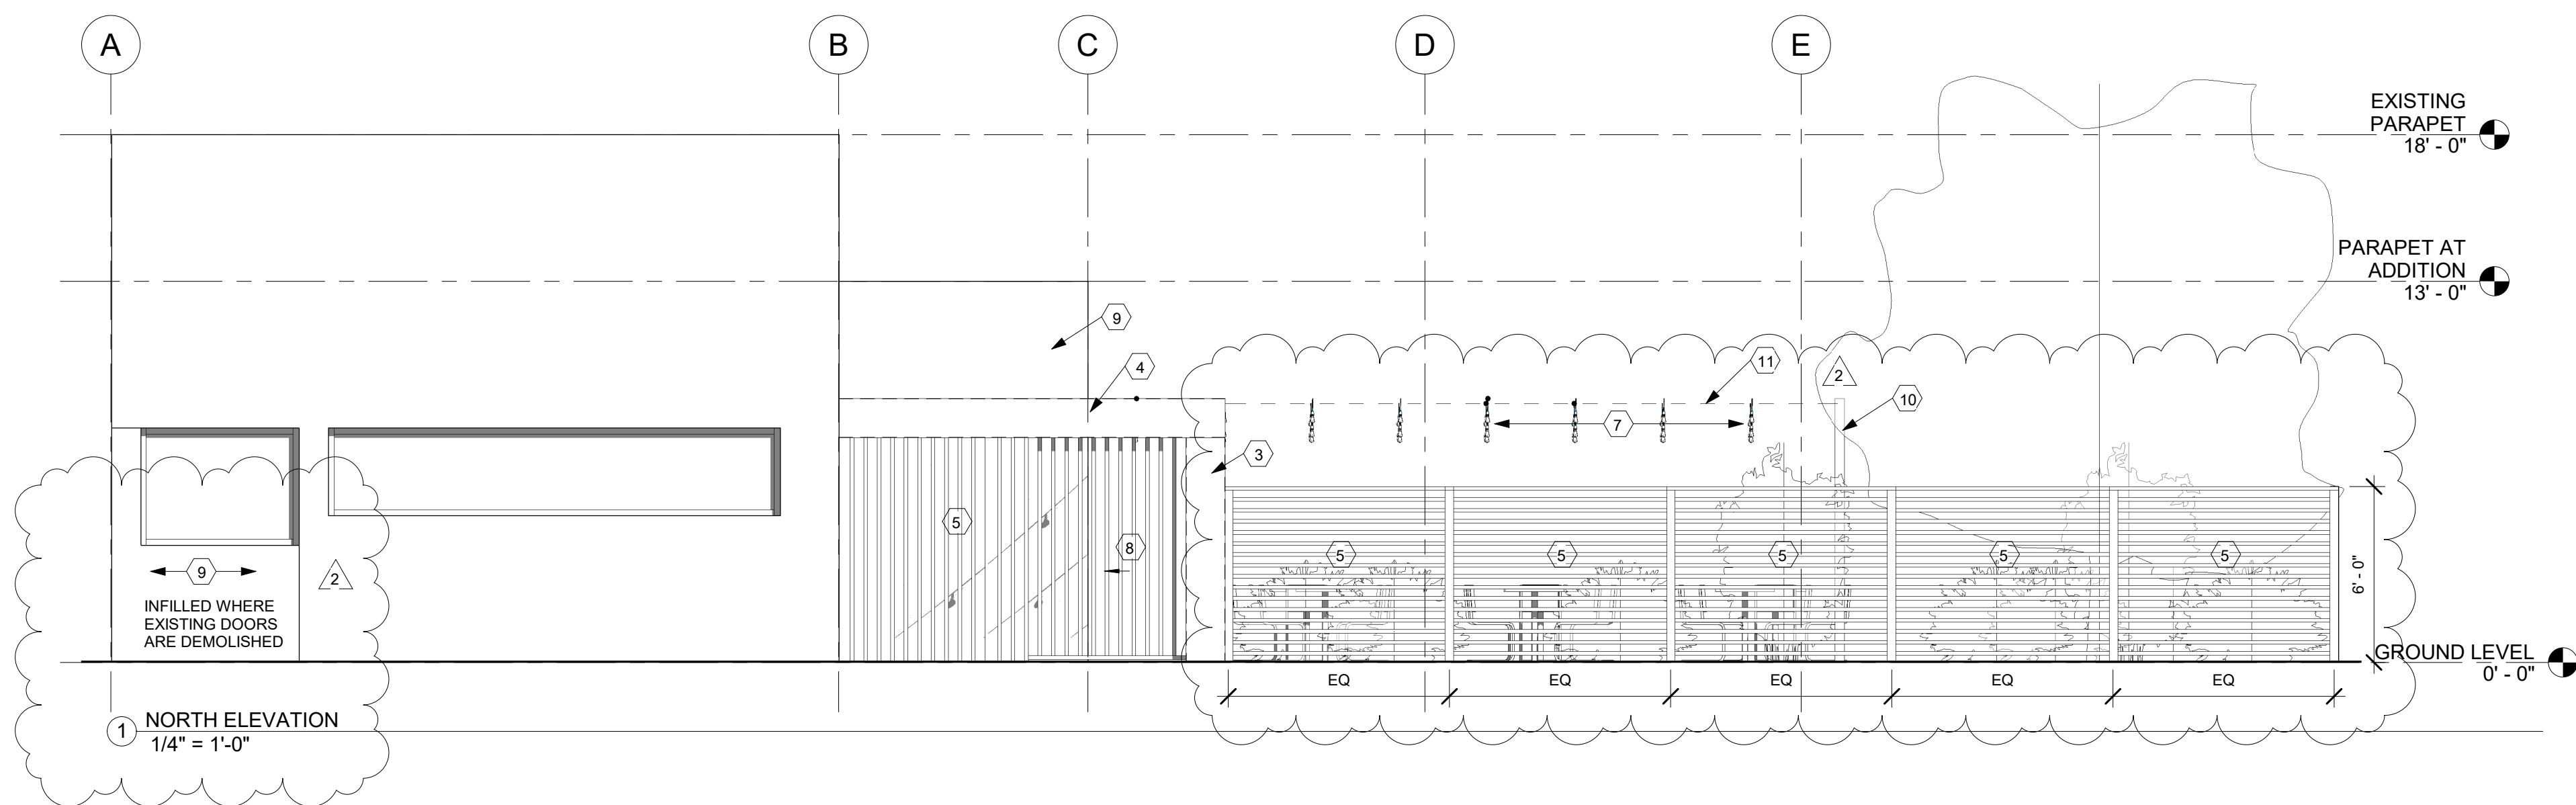 A
B
C
D
E
EXISTING
PARAPET
18' - 0"
PARAPET AT
ADDITION
13' - 0"
9
4
11
2
10
7
3
5
8
5
5
5
5
5
9
2
INFILLED WHERE
EXISTING DOORS
ARE DEMOLISHED
6' - 0"
GROUND LEVEL
0' - 0"
EQ
EQ
EQ
EQ
EQ
1
NORTH ELEVATION
1/4" = 1'-0"